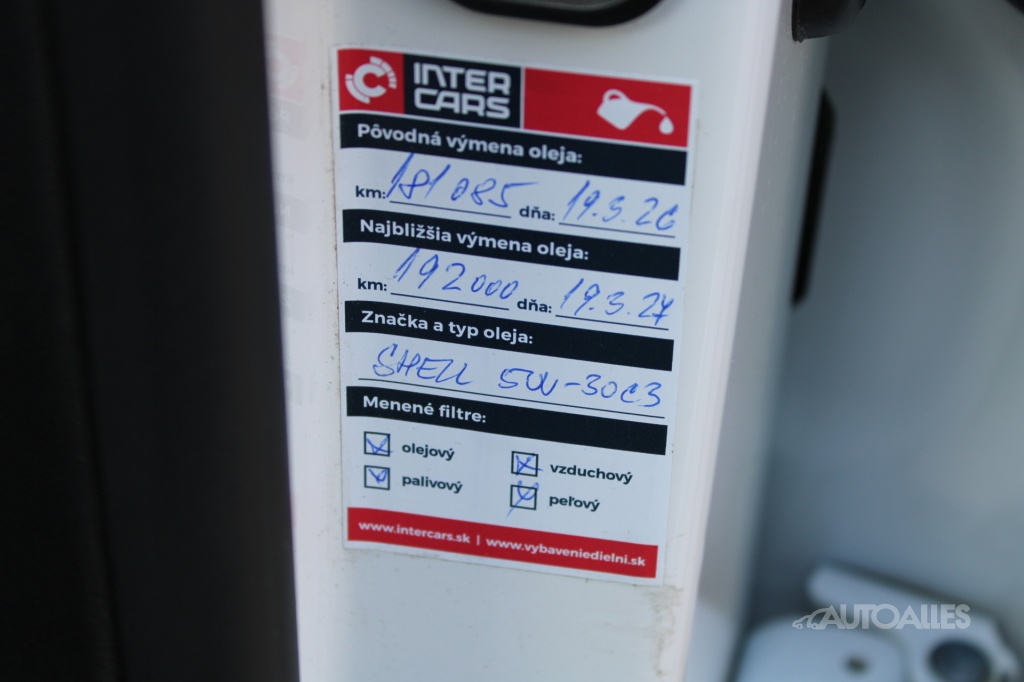 INTER
CARS
Pôvodná výmena oleja:
km: 181 085 dňa: 19.3.26
Najbližšia výmena oleja:
km: 192000 dňa: 19.3.27
Značka a typ oleja:
SHELL 5W-30 C3
Menené filtre:
olejový vzduchový
palivový peľový
www.intercars.sk | www.vybaveniedielni.sk
AUTOALLES